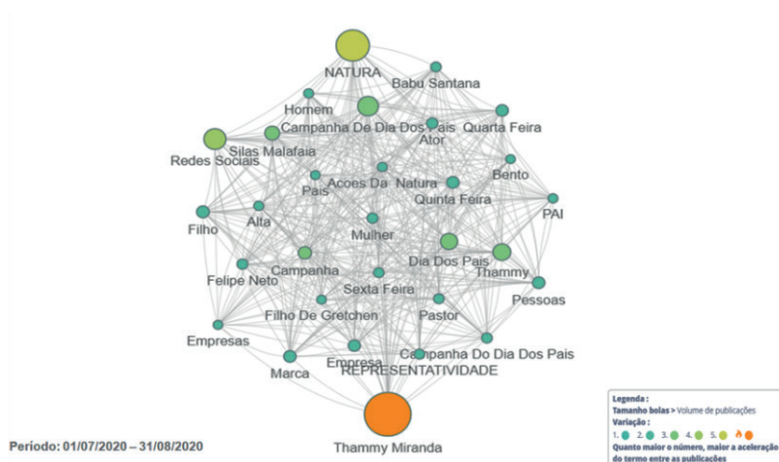 NATURA
Babu Santana
Homem
Campanha De Dia Dos Pais
Quarta Feira
Ator
Redes Sociais
Silas Malafaia
Bento
Pais
Acoes Da Natura
Quinta Feira
PAI
Filho
Alta
Mulher
Dia Dos Pais
Thammy
Felipe Neto
Campanha
Sexta Feira
Pessoas
Filho De Gretchen
Pastor
Empresas
Marca
Empresa
Campanha Do Dia Dos Pais
REPRESENTATIVIDADE
Thammy Miranda
Período: 01/07/2020 – 31/08/2020
Legenda :
Tamanho bolas > Volume de publicações
Variação :
1. 2. 3. 4. 5.
Quanto maior o número, maior a aceleração
do termo entre as publicações